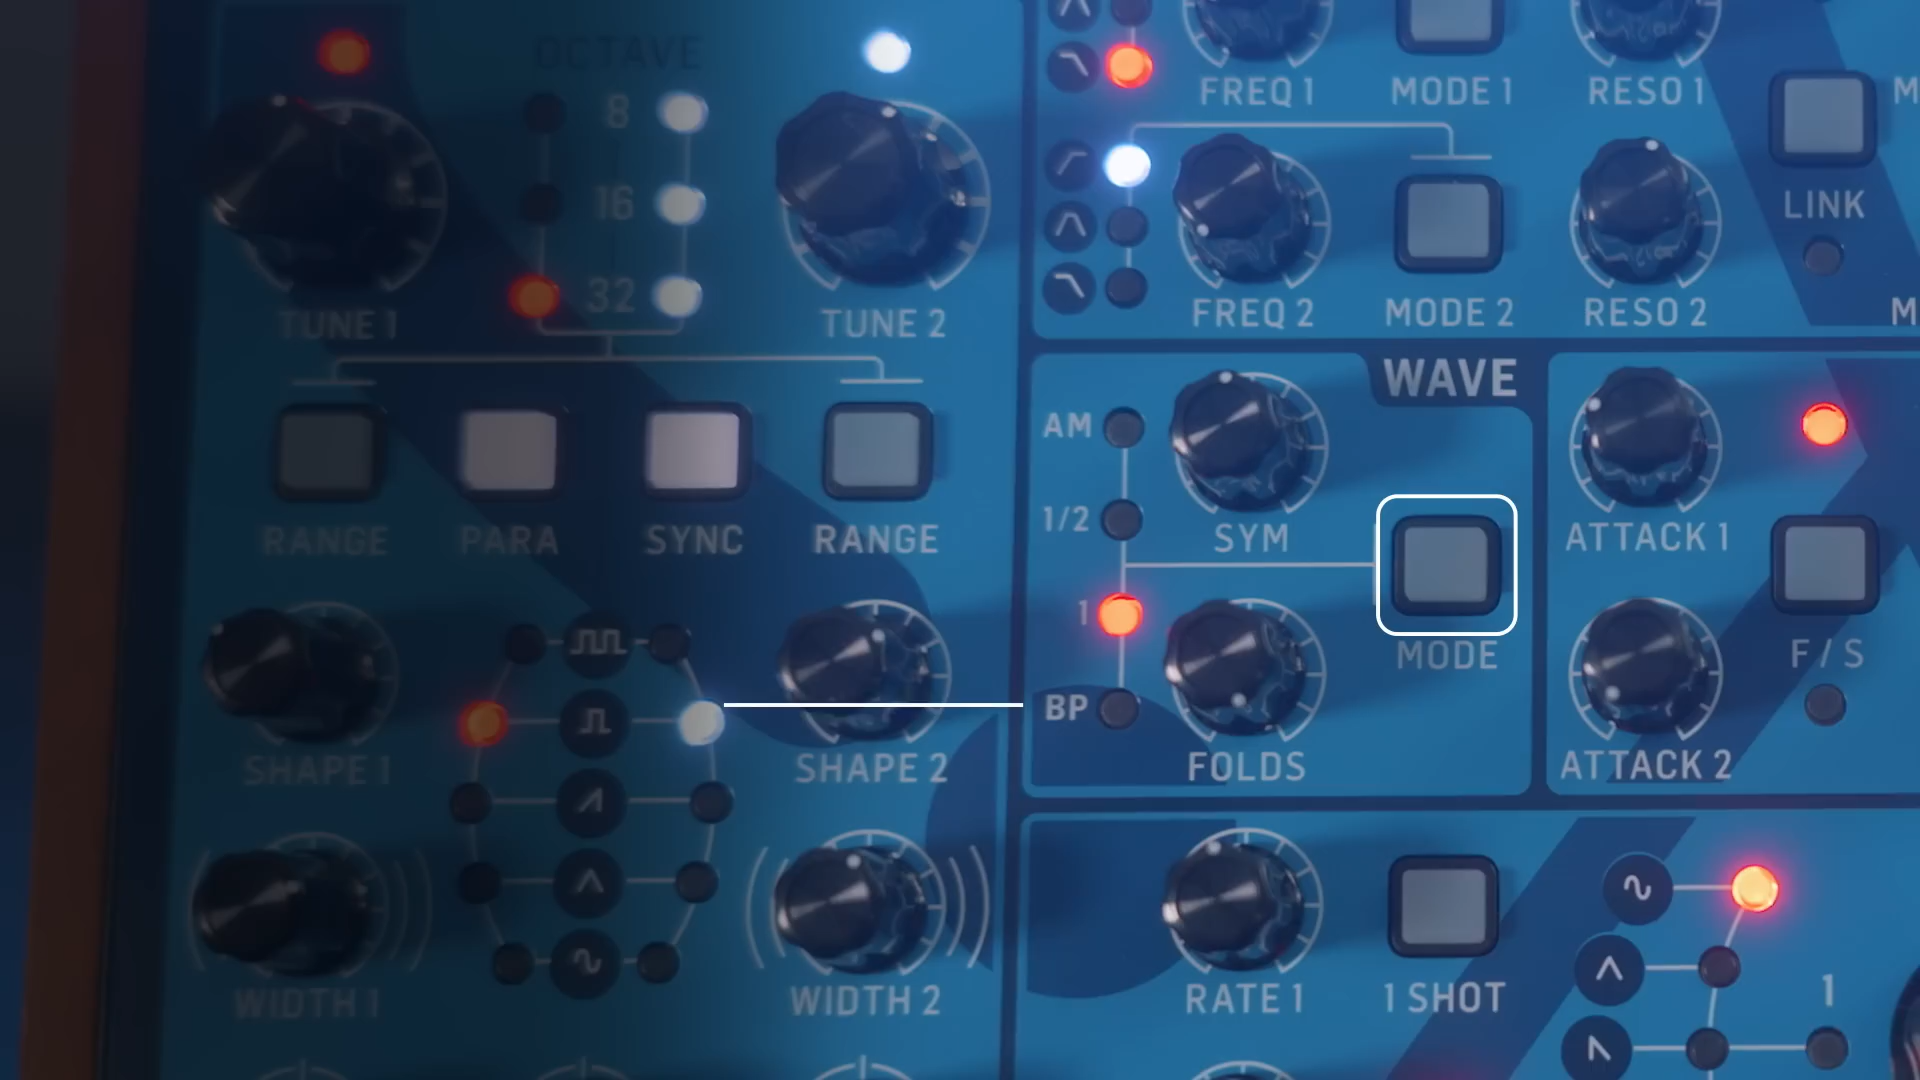 OCTAVE
8
16
32
TUNE 1
TUNE 2
RANGE
PARA
SYNC
RANGE
SHAPE 1
SHAPE 2
WIDTH 1
WIDTH 2
FREQ 1
MODE 1
RESO 1
M
FREQ 2
MODE 2
RESO 2
LINK
M
WAVE
AM
1/2
1
BP
SYM
MODE
FOLDS
ATTACK 1
F / S
ATTACK 2
RATE 1
1 SHOT
1